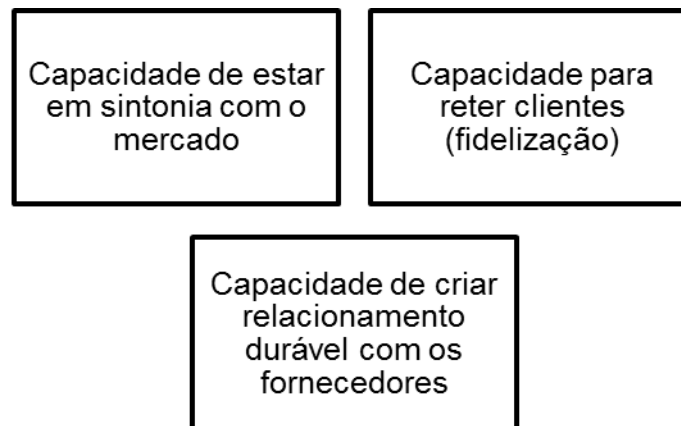 Capacidade de estar
em sintonia com o
mercado
Capacidade para
reter clientes
(fidelização)
Capacidade de criar
relacionamento
durável com os
fornecedores